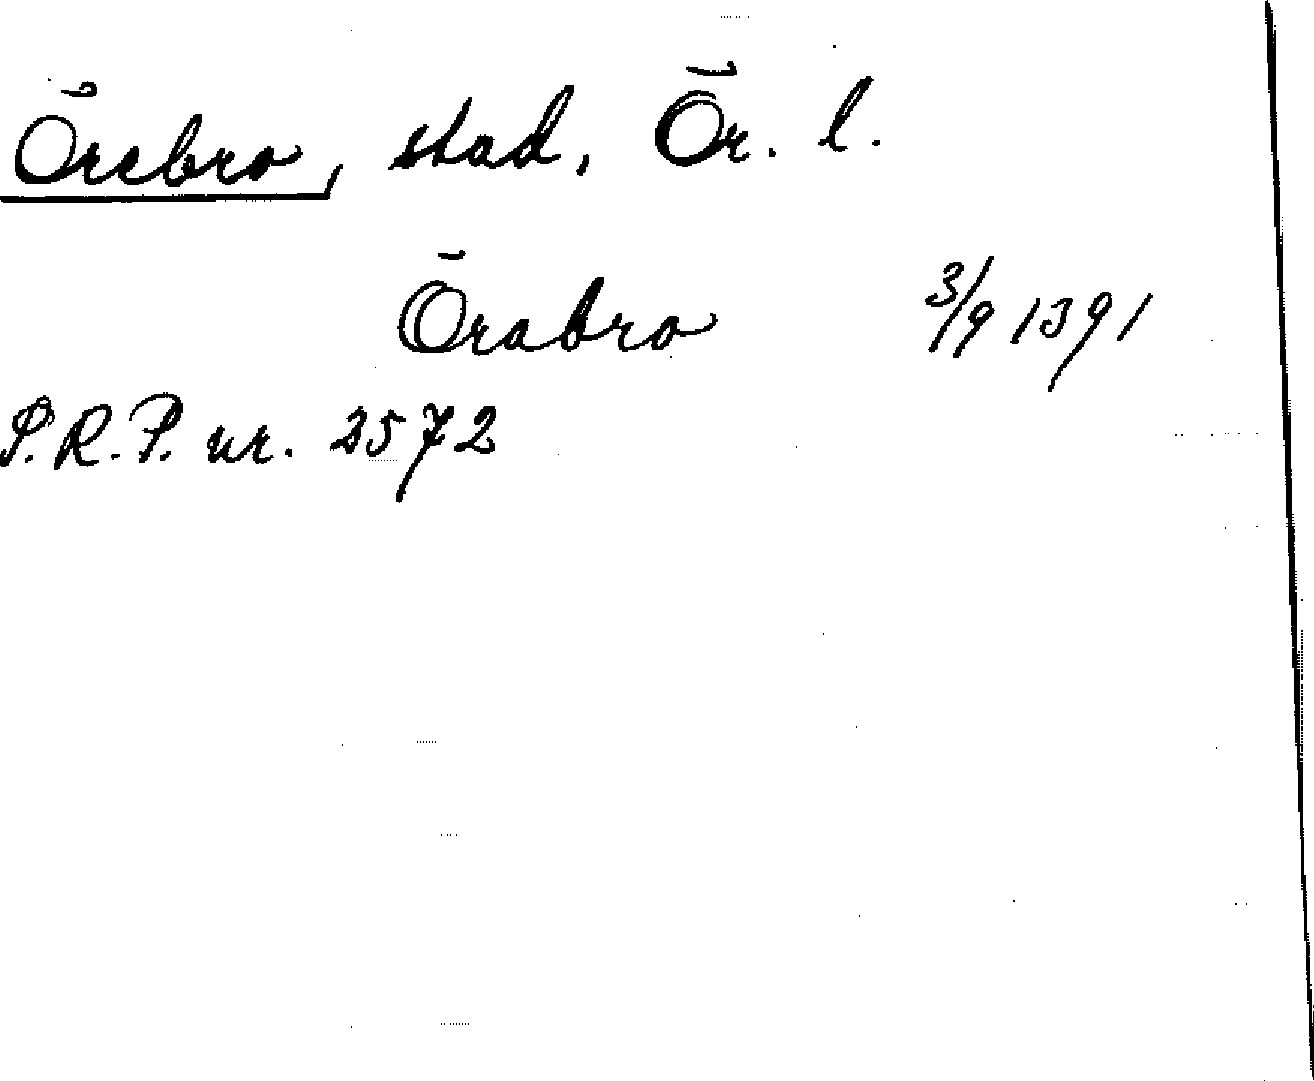 Örebro, stad, Ör. l.
Örabro 3/9 1391
S.R.P. nr. 2572